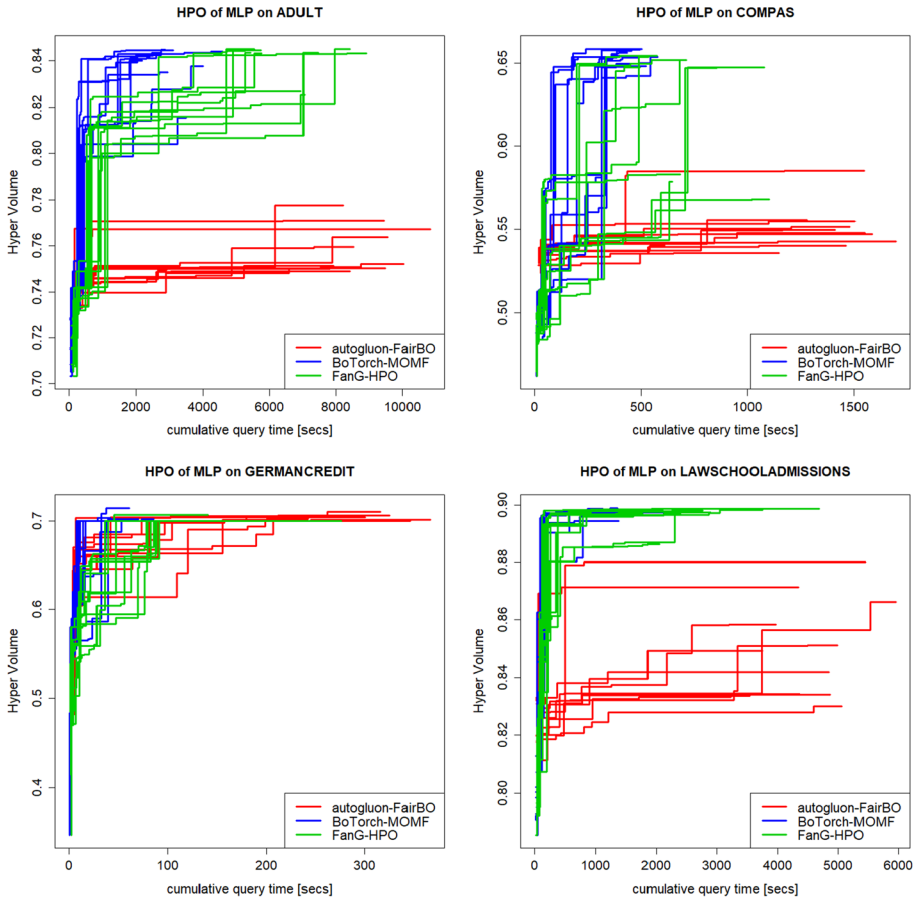 HPO of MLP on ADULT
Hyper Volume
0.84
0.82
0.80
0.78
0.76
0.74
0.72
0.70
0 2000 4000 6000 8000 10000
cumulative query time [secs]
autogluon-FairBO
BoTorch-MOMF
FanG-HPO
HPO of MLP on COMPAS
Hyper Volume
0.65
0.60
0.55
0.50
0 500 1000 1500
cumulative query time [secs]
autogluon-FairBO
BoTorch-MOMF
FanG-HPO
HPO of MLP on GERMANCREDIT
Hyper Volume
0.7
0.6
0.5
0.4
0 100 200 300
cumulative query time [secs]
autogluon-FairBO
BoTorch-MOMF
FanG-HPO
HPO of MLP on LAWSCHOOLADMISSIONS
Hyper Volume
0.90
0.88
0.86
0.84
0.82
0.80
0 1000 2000 3000 4000 5000 6000
cumulative query time [secs]
autogluon-FairBO
BoTorch-MOMF
FanG-HPO